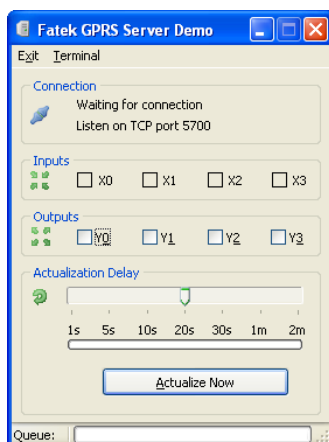 Fatek GPRS Server Demo
Exit Terminal
Connection
Waiting for connection
Listen on TCP port 5700
Inputs
X0 X1 X2 X3
Outputs
Y0 Y1 Y2 Y3
Actualization Delay
1s 5s 10s 20s 30s 1m 2m
Actualize Now
Queue: